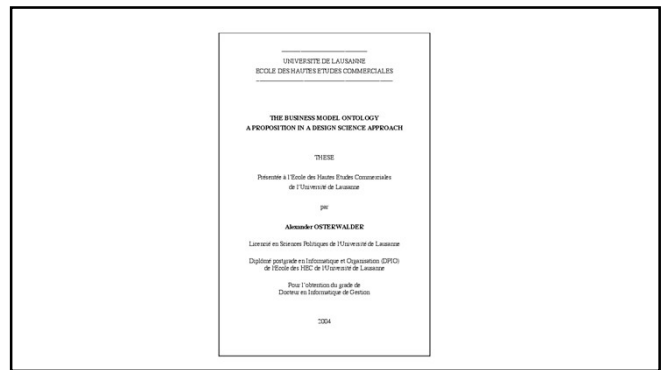 UNIVERSITE DE LAUSANNE
ECOLE DES HAUTES ETUDES COMMERCIALES
THE BUSINESS MODEL ONTOLOGY
A PROPOSITION IN A DESIGN SCIENCE APPROACH
THESE
Présentée à l'Ecole des Hautes Etudes Commerciales
de l'Université de Lausanne
par
Alexander OSTERWALDER
Licencié en Sciences Politiques de l'Université de Lausanne
Diplômé postgrade en Informatique et Organisation (DPIO)
de l'Ecole des HEC de l'Université de Lausanne
Pour l'obtention du grade de
Docteur en Informatique de Gestion
2004